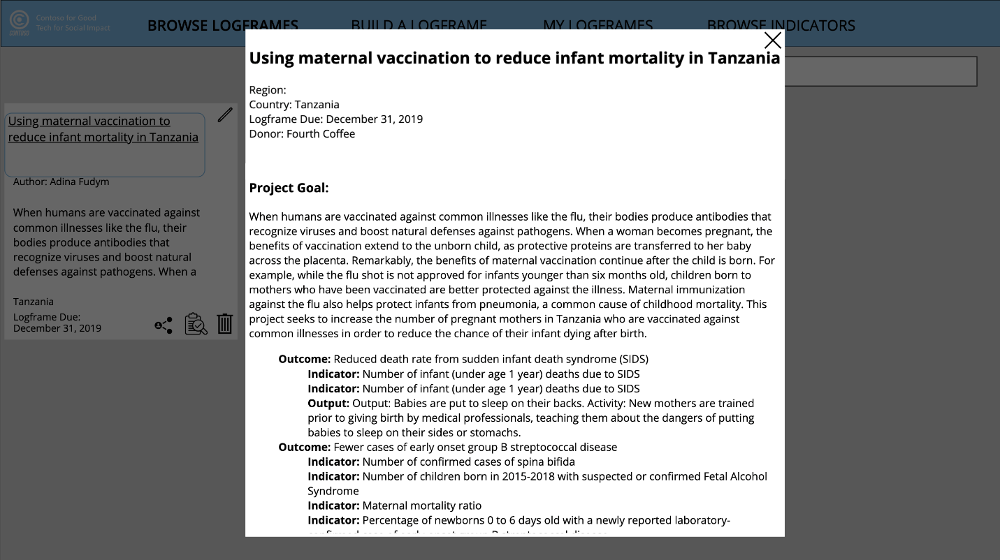 Contoso for Good
Tech for Social Impact
CONTOSO
BROWSE LOGFRAMES
BUILD A LOGFRAME
MY LOGFRAMES
BROWSE INDICATORS
Using maternal vaccination to
reduce infant mortality in Tanzania
Author: Adina Fudym
When humans are vaccinated against
common illnesses like the flu, their
bodies produce antibodies that
recognize viruses and boost natural
defenses against pathogens. When a
Tanzania
Logframe Due:
December 31, 2019
Using maternal vaccination to reduce infant mortality in Tanzania
Region:
Country: Tanzania
Logframe Due: December 31, 2019
Donor: Fourth Coffee
Project Goal:
When humans are vaccinated against common illnesses like the flu, their bodies produce antibodies that
recognize viruses and boost natural defenses against pathogens. When a woman becomes pregnant, the
benefits of vaccination extend to the unborn child, as protective proteins are transferred to her baby
across the placenta. Remarkably, the benefits of maternal vaccination continue after the child is born. For
example, while the flu shot is not approved for infants younger than six months old, children born to
mothers who have been vaccinated are better protected against the illness. Maternal immunization
against the flu also helps protect infants from pneumonia, a common cause of childhood mortality. This
project seeks to increase the number of pregnant mothers in Tanzania who are vaccinated against
common illnesses in order to reduce the chance of their infant dying after birth.
Outcome: Reduced death rate from sudden infant death syndrome (SIDS)
Indicator: Number of infant (under age 1 year) deaths due to SIDS
Indicator: Number of infant (under age 1 year) deaths due to SIDS
Output: Output: Babies are put to sleep on their backs. Activity: New mothers are trained
prior to giving birth by medical professionals, teaching them about the dangers of putting
babies to sleep on their sides or stomachs.
Outcome: Fewer cases of early onset group B streptococcal disease
Indicator: Number of confirmed cases of spina bifida
Indicator: Number of children born in 2015-2018 with suspected or confirmed Fetal Alcohol
Syndrome
Indicator: Maternal mortality ratio
Indicator: Percentage of newborns 0 to 6 days old with a newly reported laboratory-